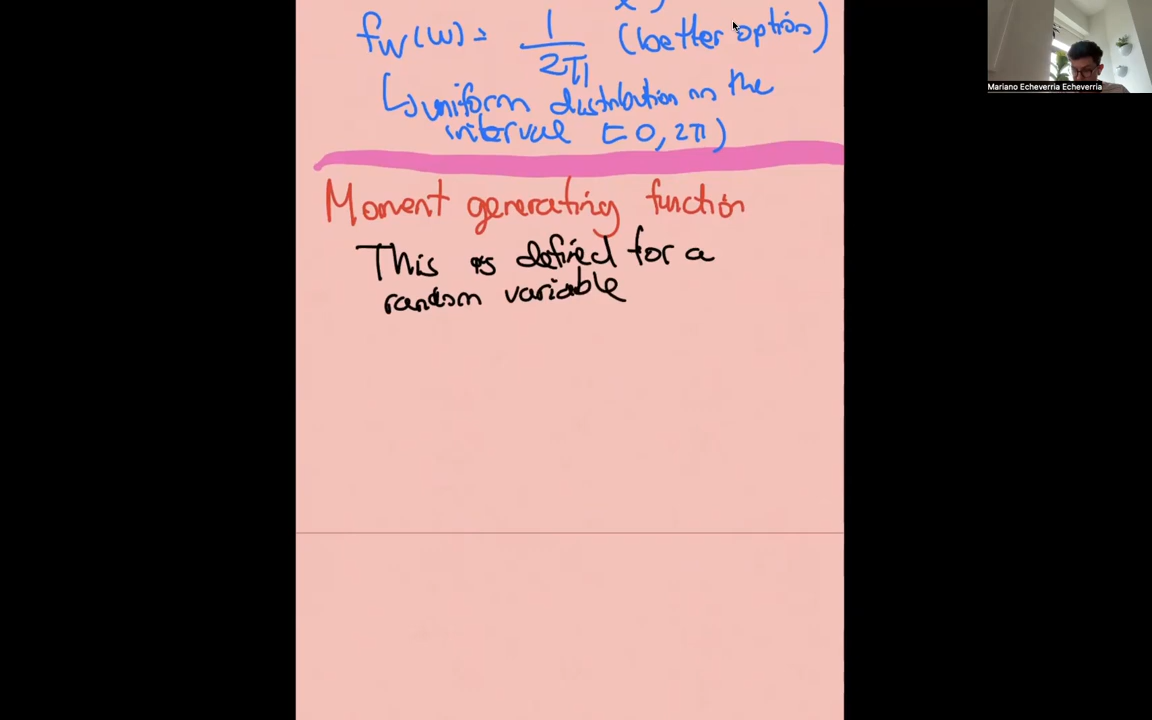 f_W(w) = 1/2π (better option)
↳ uniform distribution on the
interval [0, 2π)
Moment generating function
This is defined for a
random variable
Mariano Echeverria Echeverria